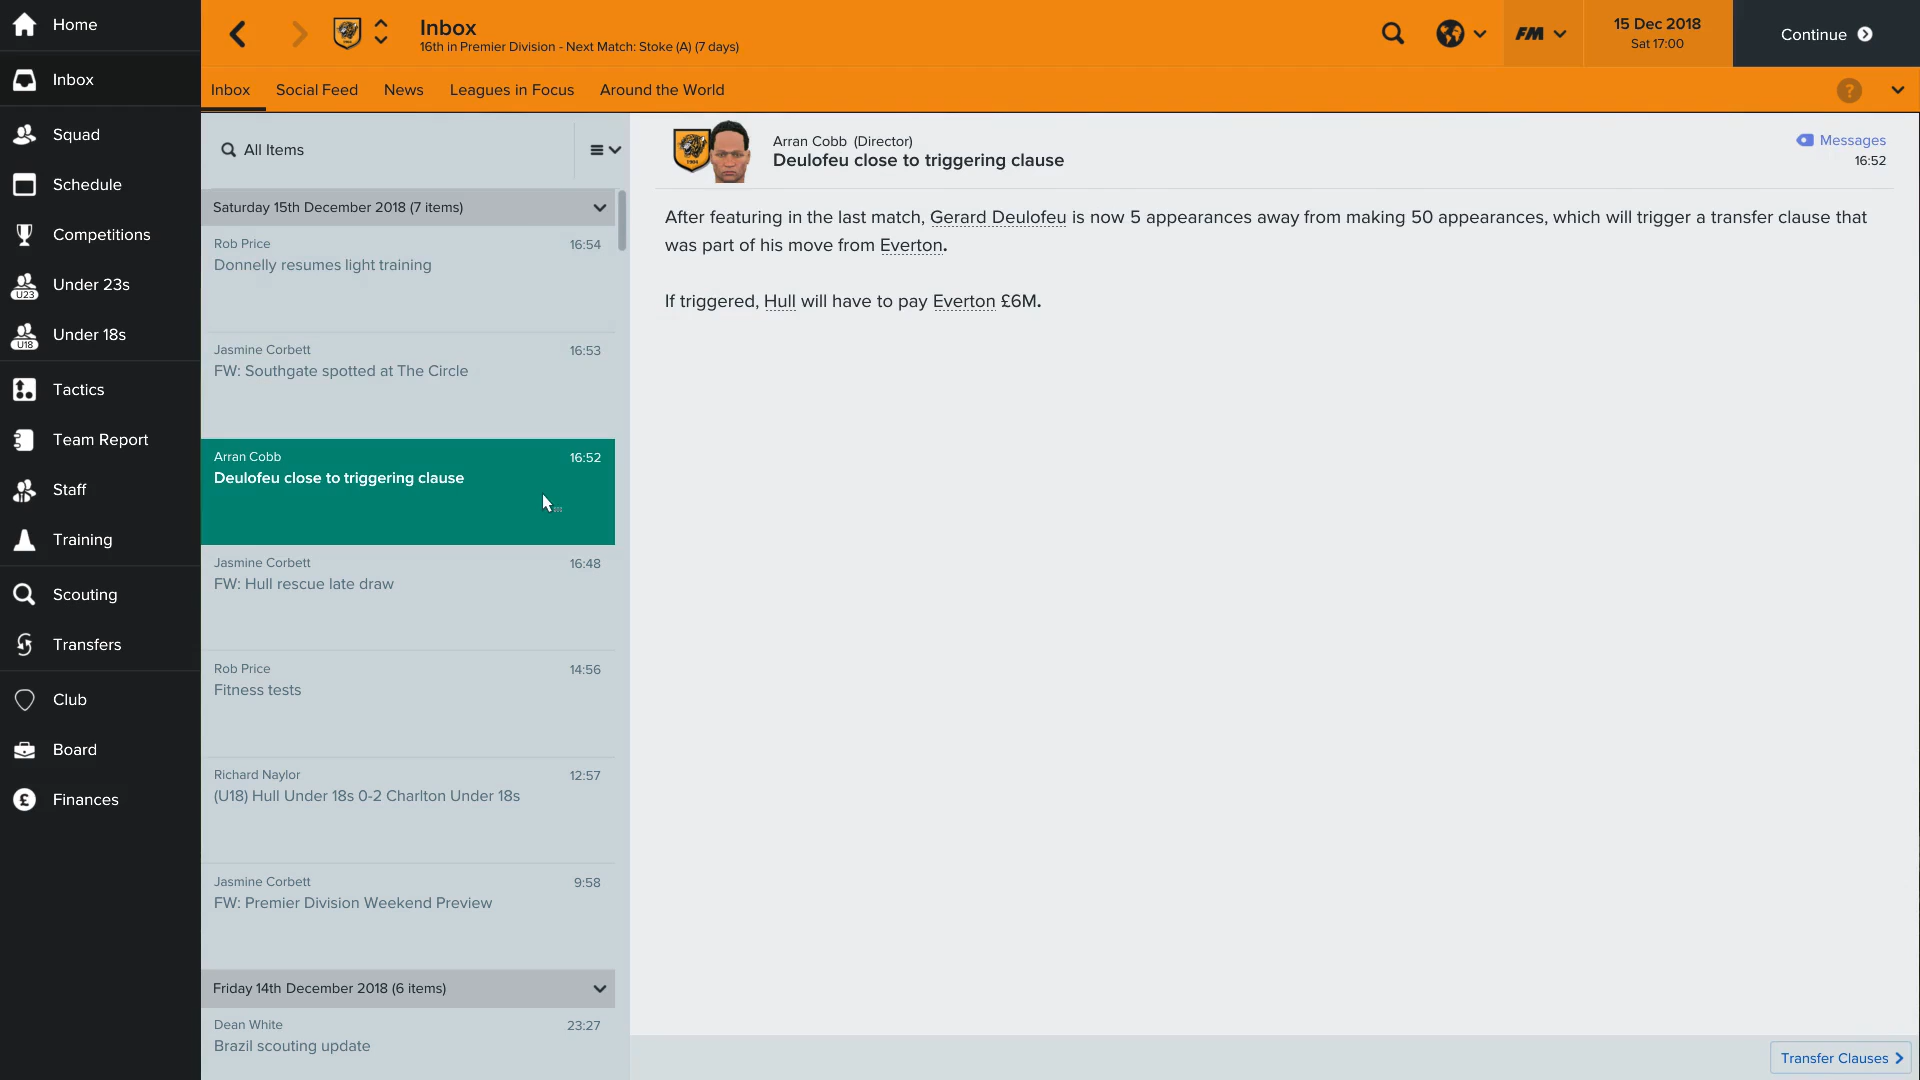 Home
Inbox
Squad
Schedule
Competitions
U23
Under 23s
U18
Under 18s
Tactics
Team Report
Staff
Training
Scouting
Transfers
Club
Board
Finances
Inbox
16th in Premier Division - Next Match: Stoke (A) (7 days)
FM
15 Dec 2018
Sat 17:00
Continue
Inbox Social Feed News Leagues in Focus Around the World
?
All Items
Saturday 15th December 2018 (7 items)
Rob Price 16:54
Donnelly resumes light training
Jasmine Corbett 16:53
FW: Southgate spotted at The Circle
Arran Cobb 16:52
Deulofeu close to triggering clause
Jasmine Corbett 16:48
FW: Hull rescue late draw
Rob Price 14:56
Fitness tests
Richard Naylor 12:57
(U18) Hull Under 18s 0-2 Charlton Under 18s
Jasmine Corbett 9:58
FW: Premier Division Weekend Preview
Friday 14th December 2018 (6 items)
Dean White 23:27
Brazil scouting update
Arran Cobb (Director)
Deulofeu close to triggering clause
Messages
16:52
After featuring in the last match, Gerard Deulofeu is now 5 appearances away from making 50 appearances, which will trigger a transfer clause that
was part of his move from Everton.
If triggered, Hull will have to pay Everton £6M.
Transfer Clauses